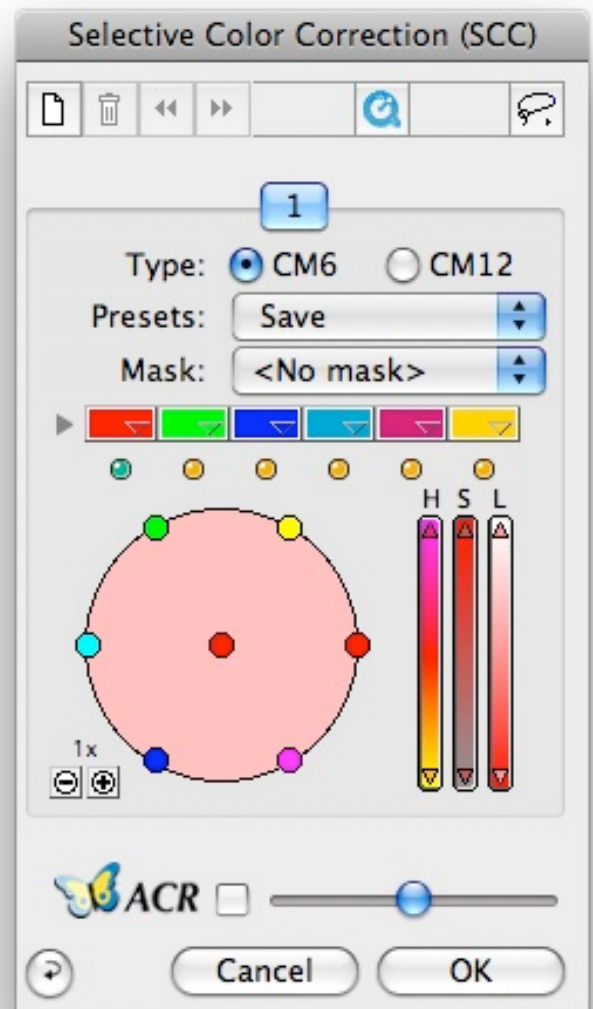 Selective Color Correction (SCC)
1
Type: CM6 CM12
Presets: Save
Mask: <No mask>
H S L
1x
ACR
Cancel OK